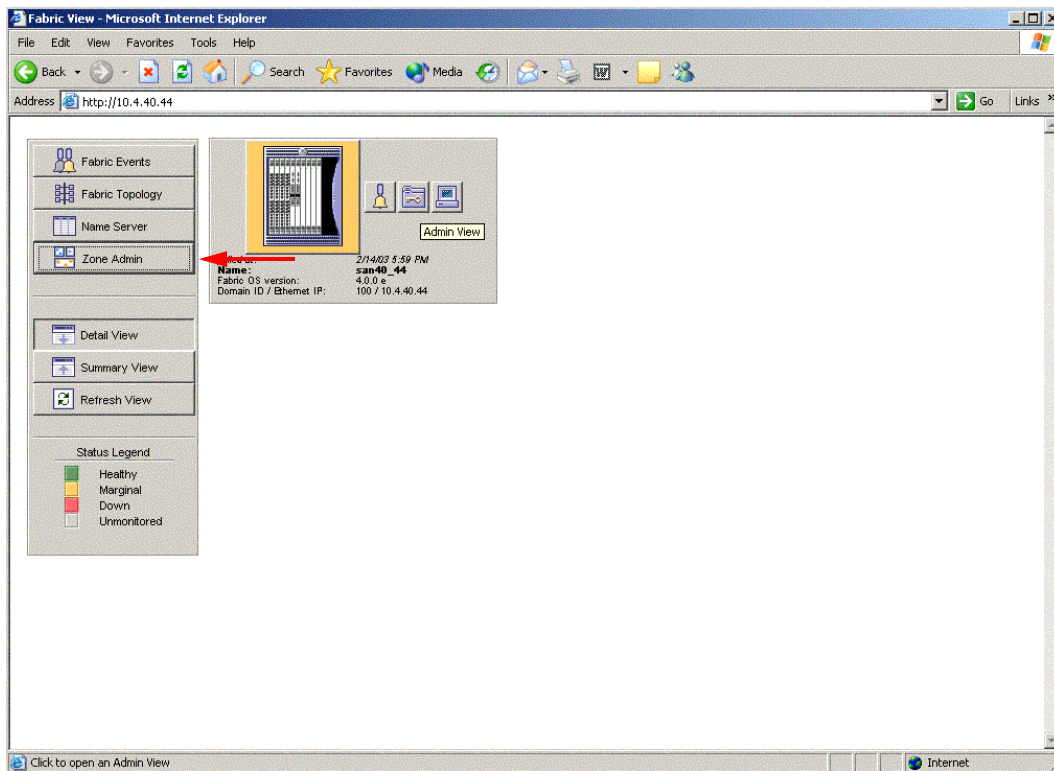 Fabric View - Microsoft Internet Explorer
File Edit View Favorites Tools Help
Back Search Favorites Media
Address http://10.4.40.44 Go Links »
Fabric Events
Fabric Topology
Name Server
Zone Admin
Admin View
2/14/03 5:59 PM
Name: san40_44
Fabric OS version: 4.0.0 e
Domain ID / Ethernet IP: 100 / 10.4.40.44
Detail View
Summary View
Refresh View
Status Legend
Healthy
Marginal
Down
Unmonitored
Click to open an Admin View Internet